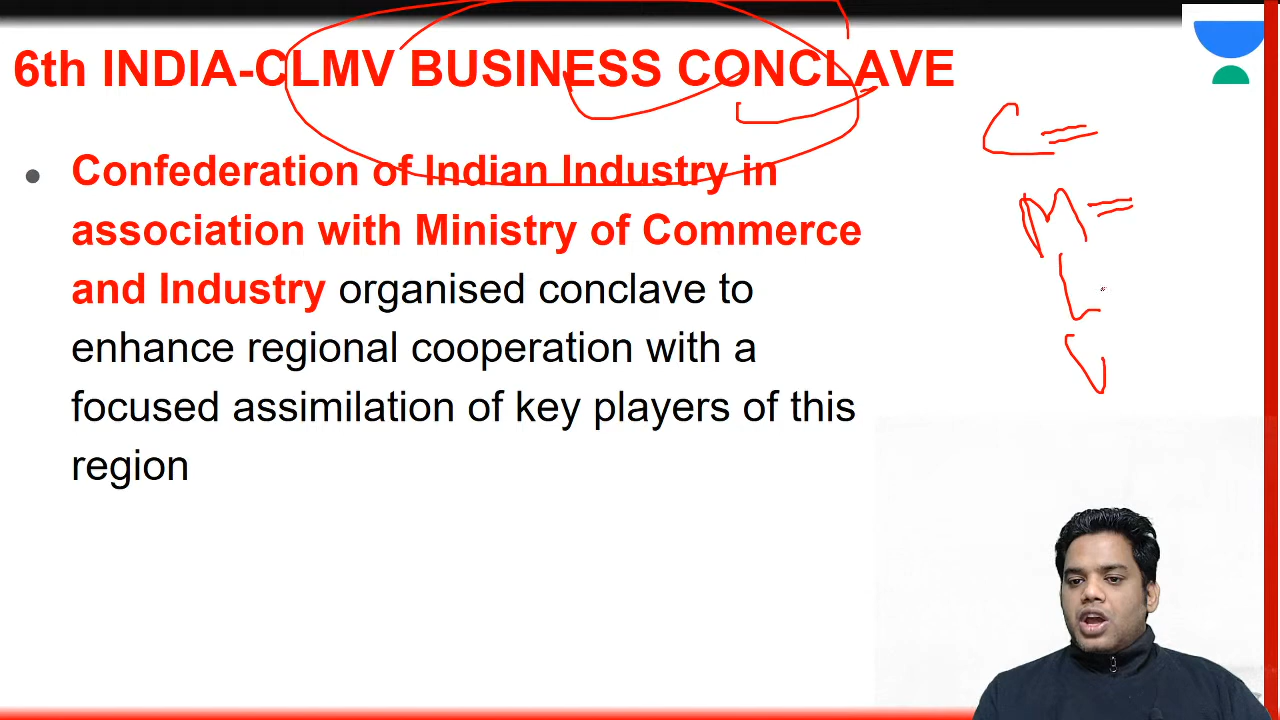 6th INDIA-CLMV BUSINESS CONCLAVE
Confederation of Indian Industry in
association with Ministry of Commerce
and Industry organised conclave to
enhance regional cooperation with a
focused assimilation of key players of this
region
C =
M =
L
V